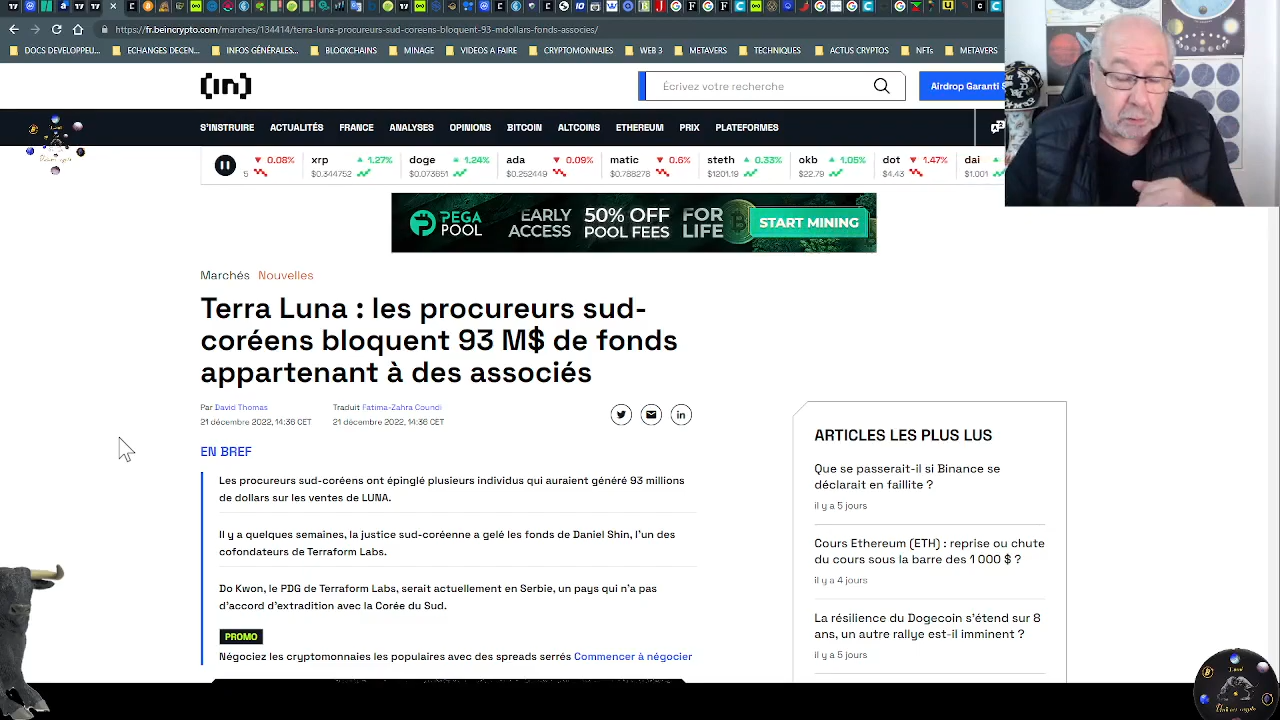 https://fr.beincrypto.com/marches/134414/terra-luna-procureurs-sud-coreens-bloquent-93-mdollars-fonds-associes/
DOCS DEVELOPPEU... EXCHANGES DECEN... INFOS GÉNÉRALES... BLOCKCHAINS MINAGE VIDEOS A FAIRE CRYPTOMONNAIES WEB 3 METAVERS TECHNIQUES ACTUS CRYPTOS NFTs METAVERS
(in)
Écrivez votre recherche
Airdrop Garanti
S'INSTRUIRE ACTUALITÉS FRANCE ANALYSES OPINIONS BITCOIN ALTCOINS ETHEREUM PRIX PLATEFORMES
0.08% xrp 1.27% doge 1.24% ada 0.09% matic 0.6% steth 0.33% okb 1.05% dot 1.47% dai
5 $0.344752 $0.073651 $0.252449 $0.788278 $1201.19 $22.79 $4.43 $1.001
PEGA POOL
EARLY ACCESS
50% OFF POOL FEES
FOR LIFE
START MINING
Marchés Nouvelles
Terra Luna : les procureurs sud-
coréens bloquent 93 M$ de fonds
appartenant à des associés
Par David Thomas
21 décembre 2022, 14:36 CET
Traduit Fatima-Zahra Coundi
21 décembre 2022, 14:36 CET
EN BREF
Les procureurs sud-coréens ont épinglé plusieurs individus qui auraient généré 93 millions
de dollars sur les ventes de LUNA.
Il y a quelques semaines, la justice sud-coréenne a gelé les fonds de Daniel Shin, l'un des
cofondateurs de Terraform Labs.
Do Kwon, le PDG de Terraform Labs, serait actuellement en Serbie, un pays qui n'a pas
d'accord d'extradition avec la Corée du Sud.
PROMO
Négociez les cryptomonnaies les populaires avec des spreads serrés Commencer à négocier
ARTICLES LES PLUS LUS
Que se passerait-il si Binance se
déclarait en faillite ?
il y a 5 jours
Cours Ethereum (ETH) : reprise ou chute
du cours sous la barre des 1 000 $ ?
il y a 4 jours
La résilience du Dogecoin s'étend sur 8
ans, un autre rallye est-il imminent ?
il y a 5 jours